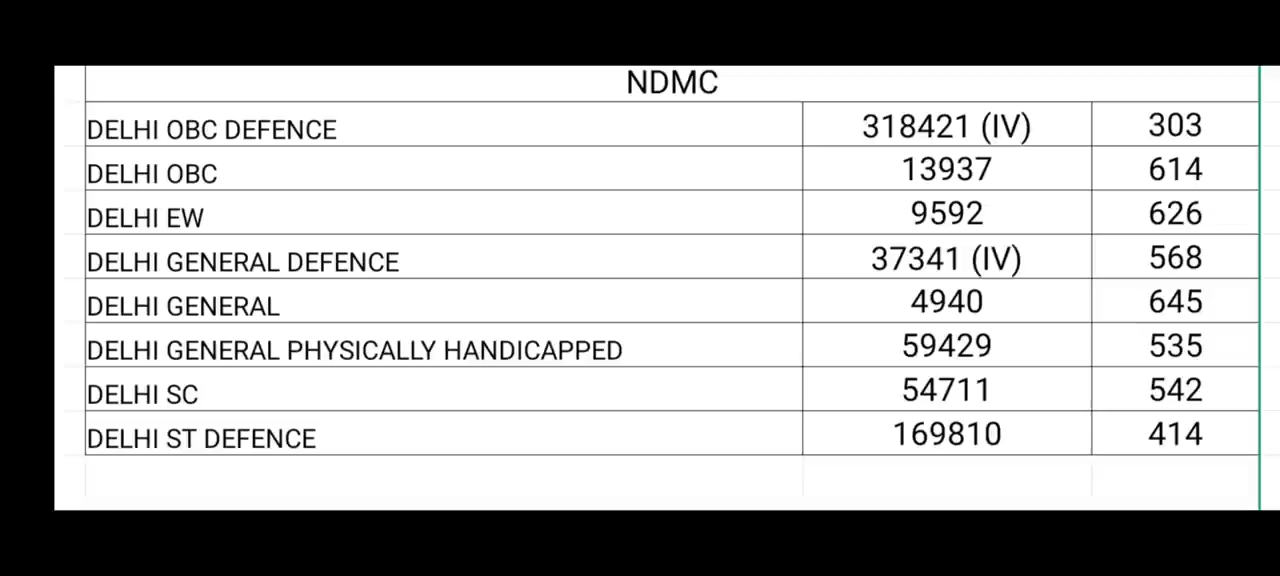 NDMC
DELHI OBC DEFENCE 318421 (IV) 303
DELHI OBC 13937 614
DELHI EW 9592 626
DELHI GENERAL DEFENCE 37341 (IV) 568
DELHI GENERAL 4940 645
DELHI GENERAL PHYSICALLY HANDICAPPED 59429 535
DELHI SC 54711 542
DELHI ST DEFENCE 169810 414